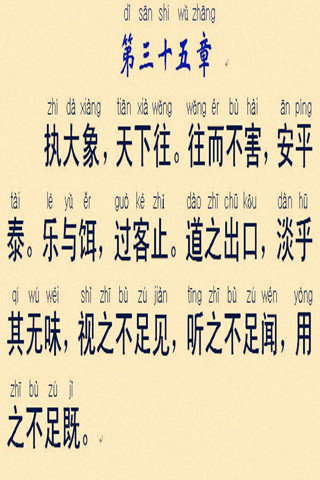 dì sān shí wǔ zhāng
第三十五章
zhí dà xiàng tiān xià wǎng wǎng ér bù hài ān píng
执大象，天下往。往而不害，安平
tài lè yǔ ěr guò kè zhǐ dào zhī chū kǒu dàn hū
泰。乐与饵，过客止。道之出口，淡乎
qí wú wèi shì zhī bù zú jiàn tīng zhī bù zú wén yòng
其无味，视之不足见，听之不足闻，用
zhī bù zú jì
之不足既。